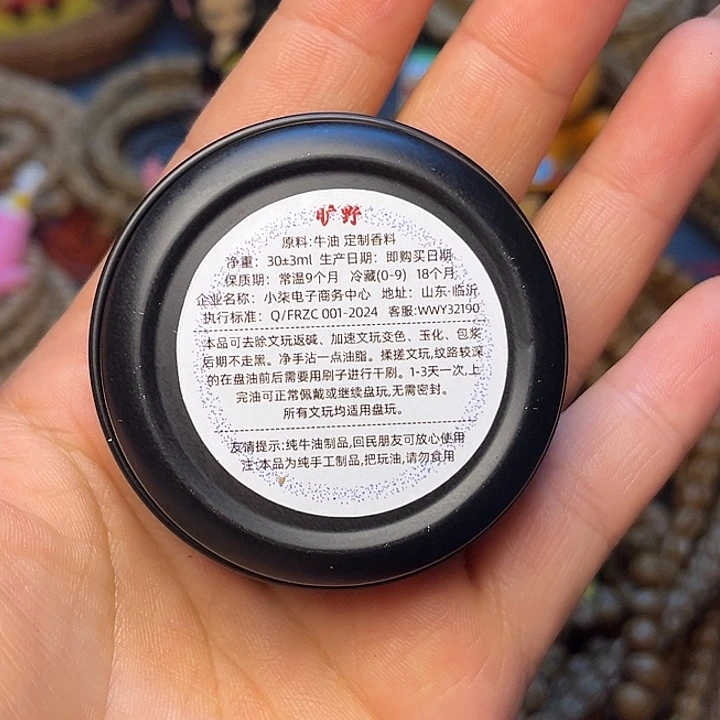 旷野
原料:牛油 定制香料
净重：30±3ml 生产日期：即购买日期
保质期：常温9个月 冷藏(0-9) 18个月
企业名称：小柒电子商务中心 地址：山东·临沂
执行标准：Q/FRZC 001-2024 客服:WWY32190
本品可去除文玩返碱、加速文玩变色、玉化、包浆
后期不走黑。净手沾一点油脂。揉搓文玩,纹路较深
的在盘油前后需要用刷子进行干刷。1-3天一次,上
完油可正常佩戴或继续盘玩,无需密封。
所有文玩均适用盘玩。
友情提示:纯牛油制品,回民朋友可放心使用
注:本品为纯手工制品,把玩油,请勿食用